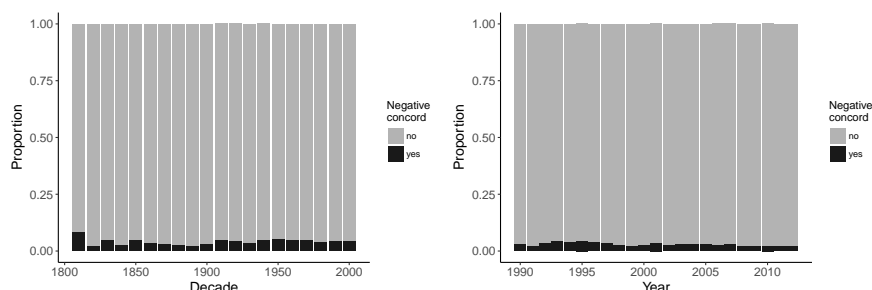 1.00
0.75
0.50
0.25
0.00
Proportion
1800 1850 1900 1950 2000
Decade
Negative
concord
no
yes
1.00
0.75
0.50
0.25
0.00
Proportion
1990 1995 2000 2005 2010
Year
Negative
concord
no
yes